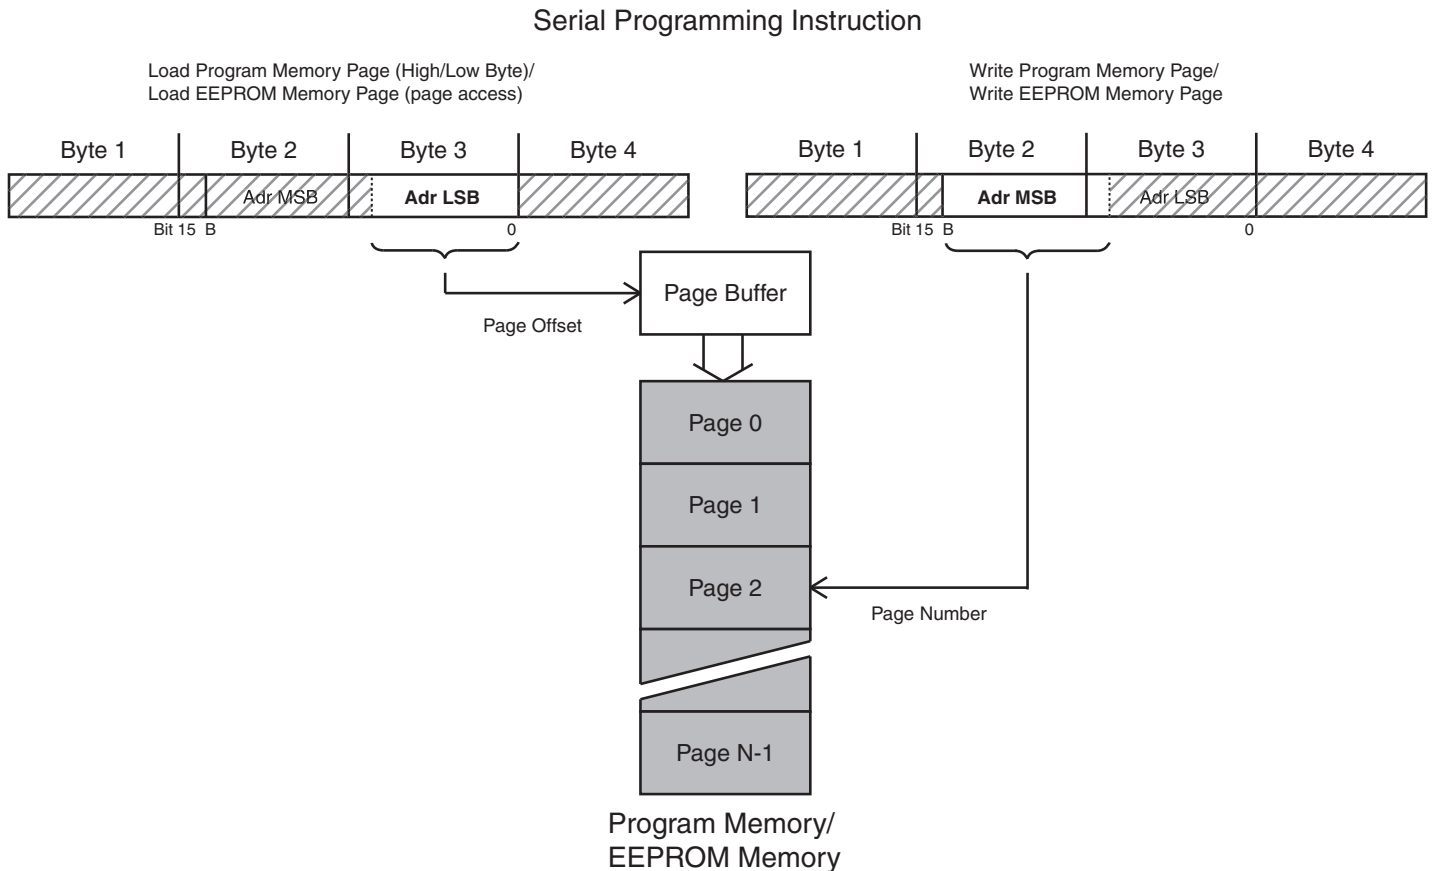 Serial Programming Instruction
Load Program Memory Page (High/Low Byte)/
Load EEPROM Memory Page (page access)
Write Program Memory Page/
Write EEPROM Memory Page
Byte 1 Byte 2 Byte 3 Byte 4
Adr MSB Adr LSB
Bit 15 B 0
Byte 1 Byte 2 Byte 3 Byte 4
Adr MSB Adr LSB
Bit 15 B 0
Page Buffer
Page Offset
Page 0
Page 1
Page 2
Page Number
Page N-1
Program Memory/
EEPROM Memory